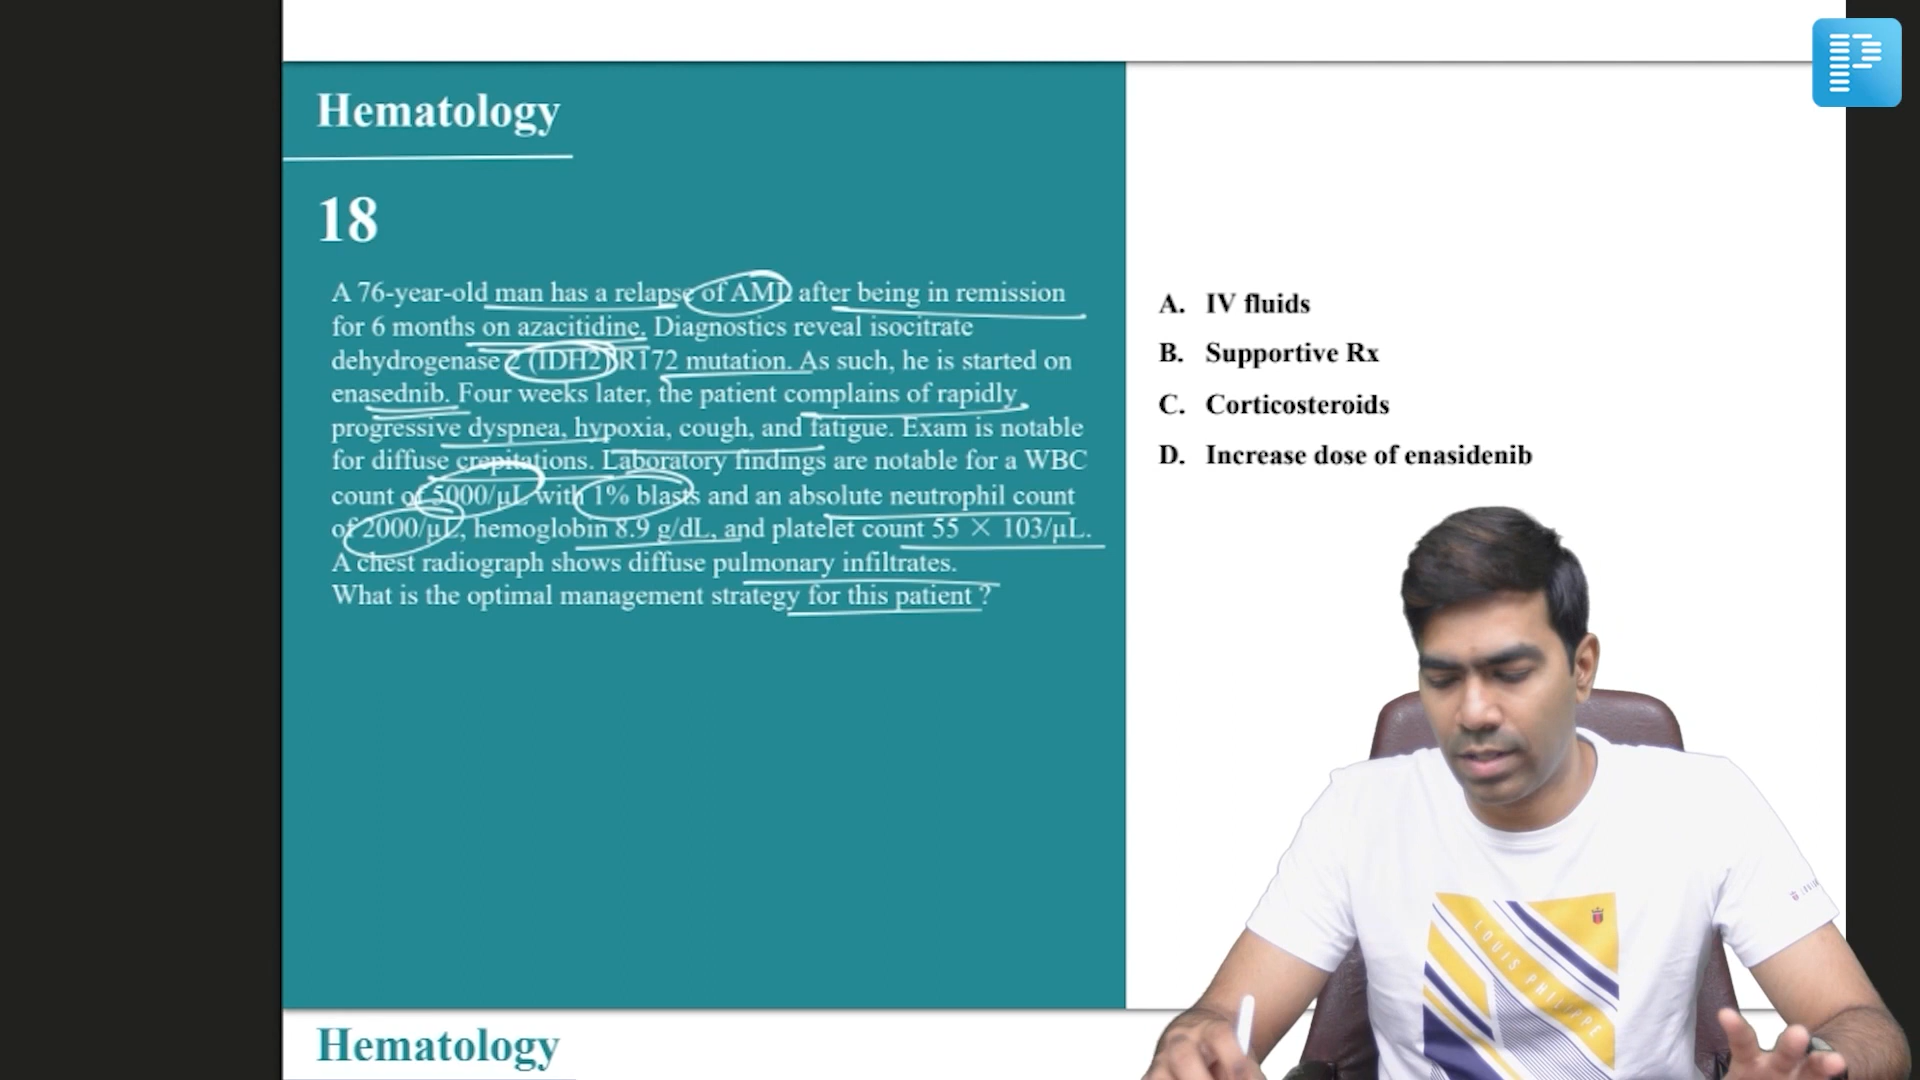 Hematology
18
A 76-year-old man has a relapse of AML after being in remission
for 6 months on azacitidine. Diagnostics reveal isocitrate
dehydrogenase 2 (IDH2) R172 mutation. As such, he is started on
enasednib. Four weeks later, the patient complains of rapidly
progressive dyspnea, hypoxia, cough, and fatigue. Exam is notable
for diffuse crepitations. Laboratory findings are notable for a WBC
count of 5000/µL with 1% blasts and an absolute neutrophil count
of 2000/µL, hemoglobin 8.9 g/dL, and platelet count 55 × 103/µL.
A chest radiograph shows diffuse pulmonary infiltrates.
What is the optimal management strategy for this patient ?
A. IV fluids
B. Supportive Rx
C. Corticosteroids
D. Increase dose of enasidenib
LOUIS PHILIPPE
Hematology